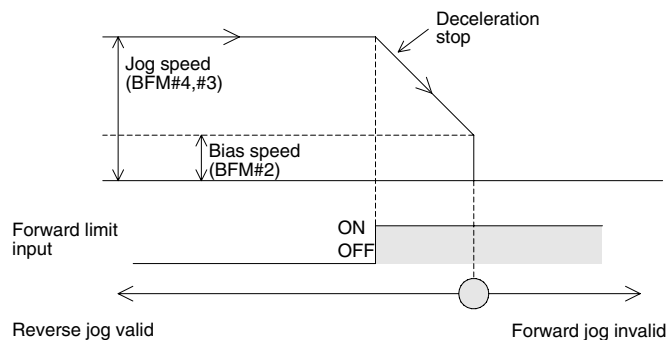 Deceleration
stop
Jog speed
(BFM#4,#3)
Bias speed
(BFM#2)
Forward limit
input
ON
OFF
Reverse jog valid
Forward jog invalid